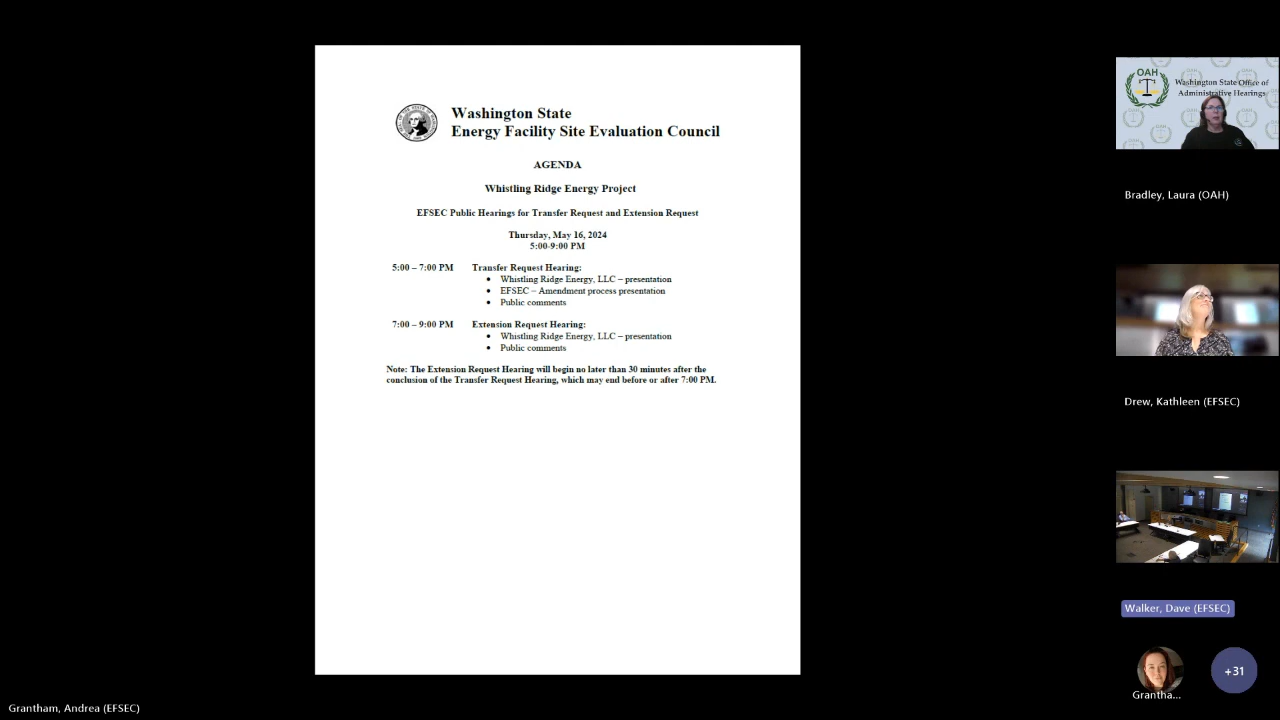 Washington State
Energy Facility Site Evaluation Council
AGENDA
Whistling Ridge Energy Project
EFSEC Public Hearings for Transfer Request and Extension Request
Thursday, May 16, 2024
5:00-9:00 PM
5:00 – 7:00 PM Transfer Request Hearing:
• Whistling Ridge Energy, LLC – presentation
• EFSEC – Amendment process presentation
• Public comments
7:00 – 9:00 PM Extension Request Hearing:
• Whistling Ridge Energy, LLC – presentation
• Public comments
Note: The Extension Request Hearing will begin no later than 30 minutes after the
conclusion of the Transfer Request Hearing, which may end before or after 7:00 PM.
OAH
Washington State Office of
Administrative Hearings
Bradley, Laura (OAH)
Drew, Kathleen (EFSEC)
Walker, Dave (EFSEC)
Grantha...
+31
Grantham, Andrea (EFSEC)